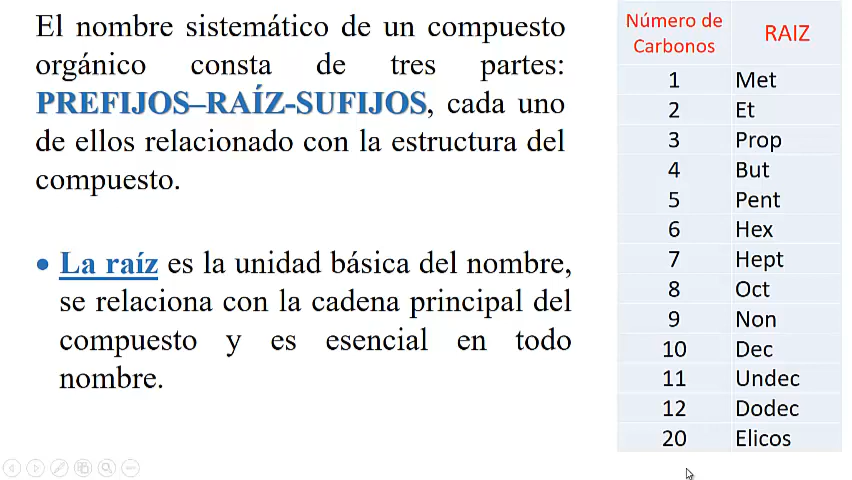 El nombre sistemático de un compuesto
orgánico consta de tres partes:
PREFIJOS–RAÍZ-SUFIJOS, cada uno
de ellos relacionado con la estructura del
compuesto.
• La raíz es la unidad básica del nombre,
se relaciona con la cadena principal del
compuesto y es esencial en todo
nombre.
Número de Carbonos RAIZ
1 Met
2 Et
3 Prop
4 But
5 Pent
6 Hex
7 Hept
8 Oct
9 Non
10 Dec
11 Undec
12 Dodec
20 Elicos